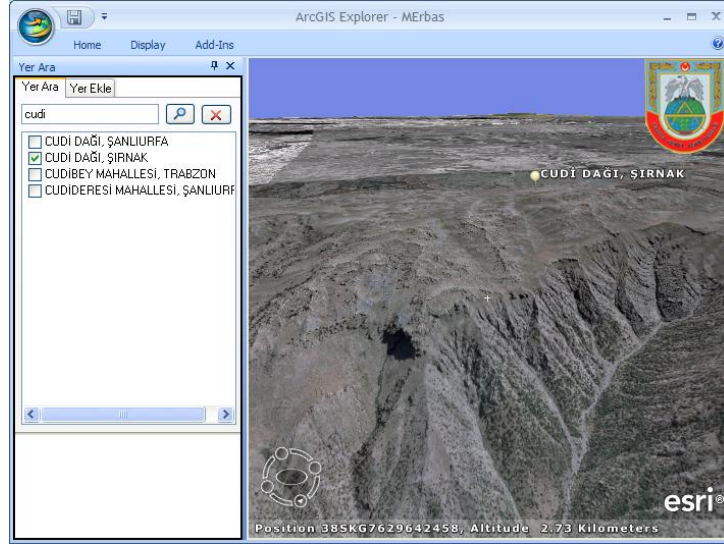 ArcGIS Explorer - MErbas
Home Display Add-Ins
Yer Ara
Yer Ara Yer Ekle
cudi
CUDİ DAĞI, ŞANLIURFA
CUDİ DAĞI, ŞIRNAK
CUDİBEY MAHALLESİ, TRABZON
CUDİDERESİ MAHALLESİ, ŞANLIURF
CUDİ DAĞI, ŞIRNAK
esri
Position 38SKG7629642458, Altitude 2.73 Kilometers